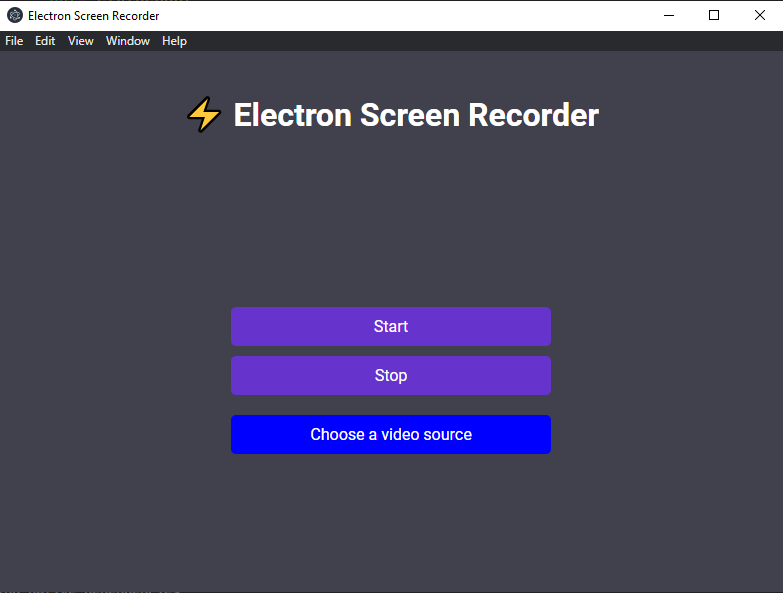 Electron Screen Recorder
File Edit View Window Help
⚡ Electron Screen Recorder
Start
Stop
Choose a video source